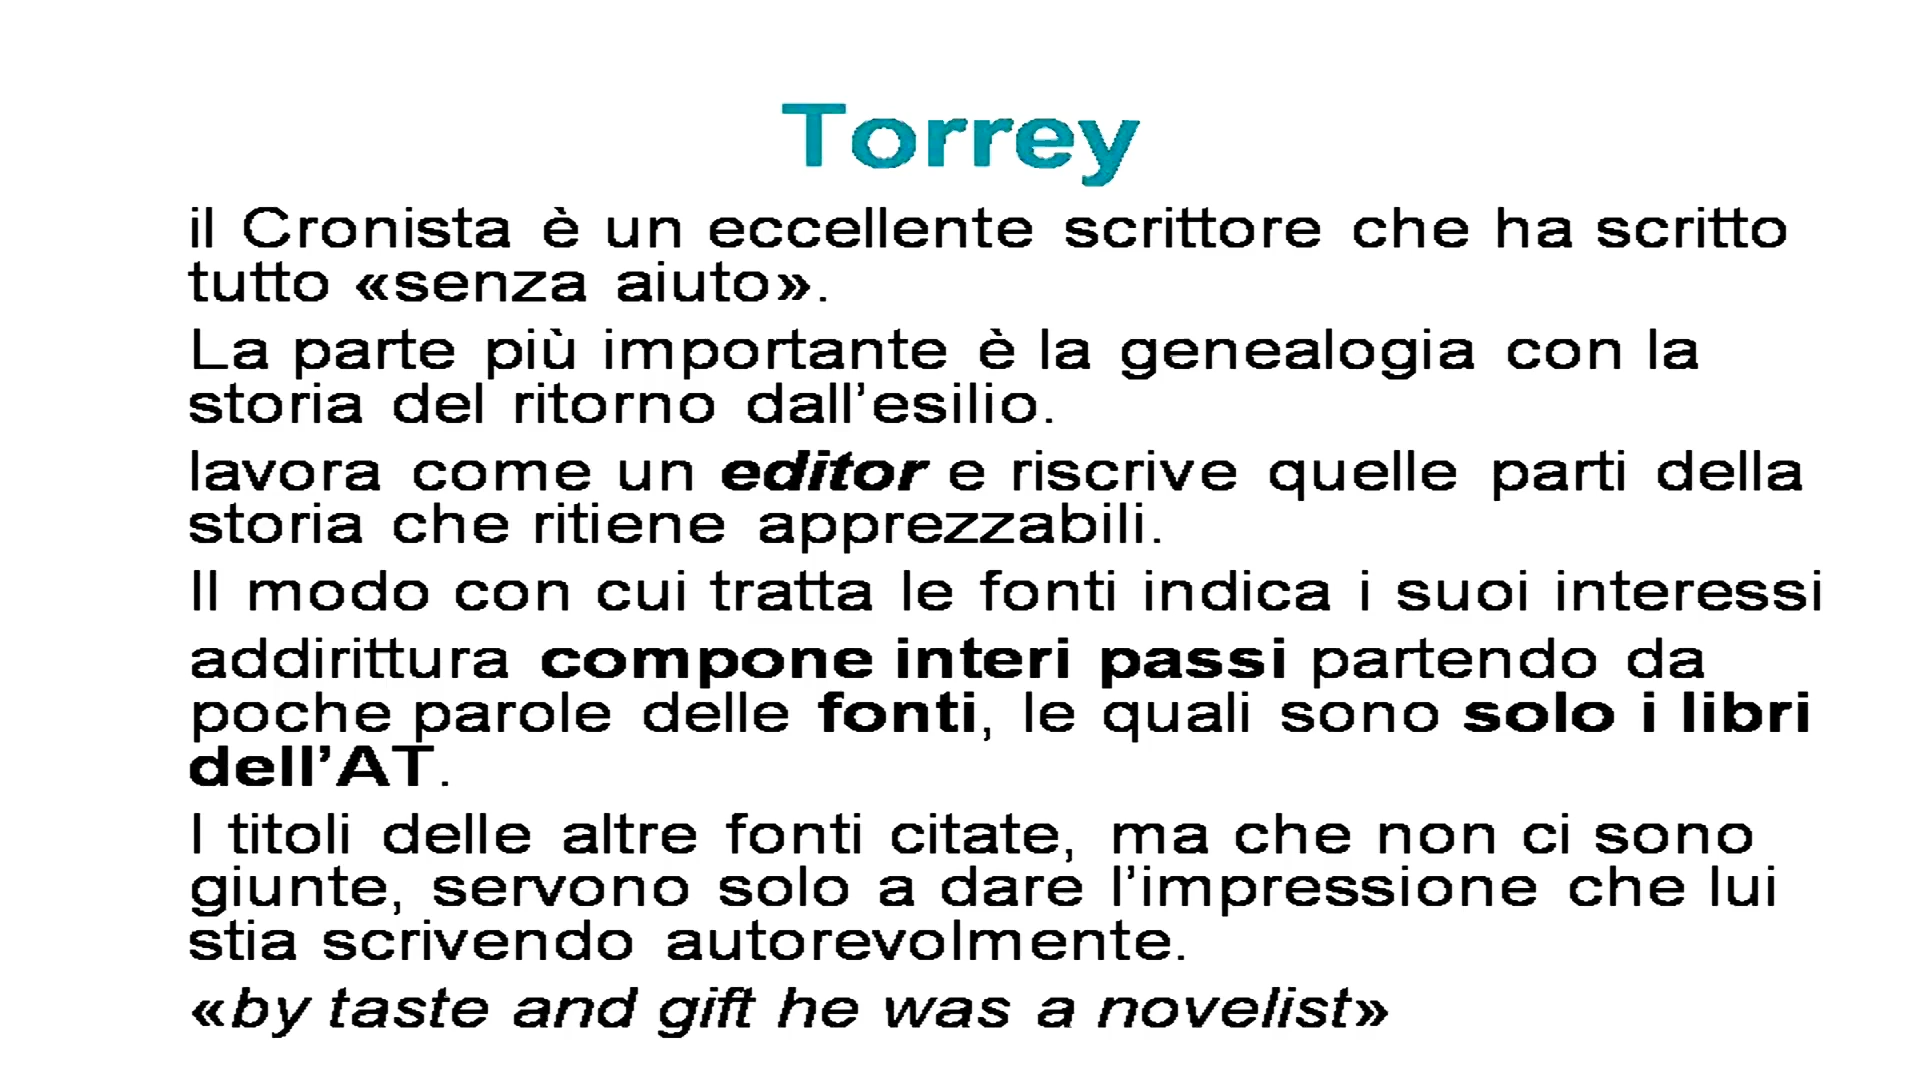 Torrey
il Cronista è un eccellente scrittore che ha scritto
tutto «senza aiuto».
La parte più importante è la genealogia con la
storia del ritorno dall’esilio.
lavora come un editor e riscrive quelle parti della
storia che ritiene apprezzabili.
Il modo con cui tratta le fonti indica i suoi interessi
addirittura compone interi passi partendo da
poche parole delle fonti, le quali sono solo i libri
dell’AT.
I titoli delle altre fonti citate, ma che non ci sono
giunte, servono solo a dare l’impressione che lui
stia scrivendo autorevolmente.
«by taste and gift he was a novelist»